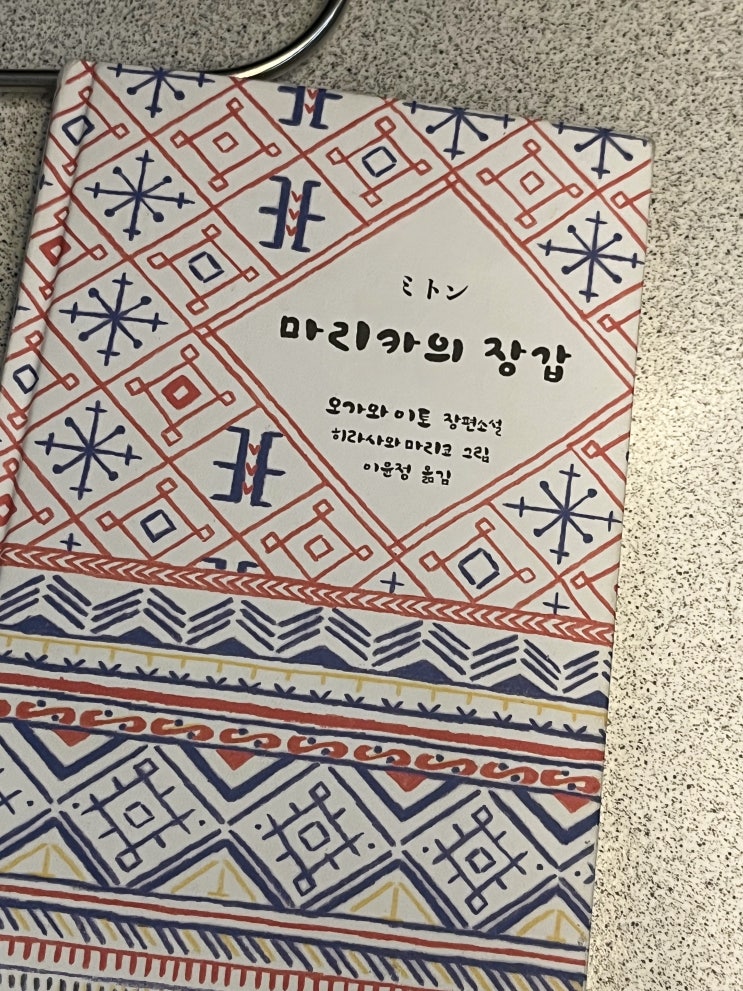 ミトン
마리카의 장갑
오가와 이토 장편소설
히라사와 마리코 그림
이윤정 옮김